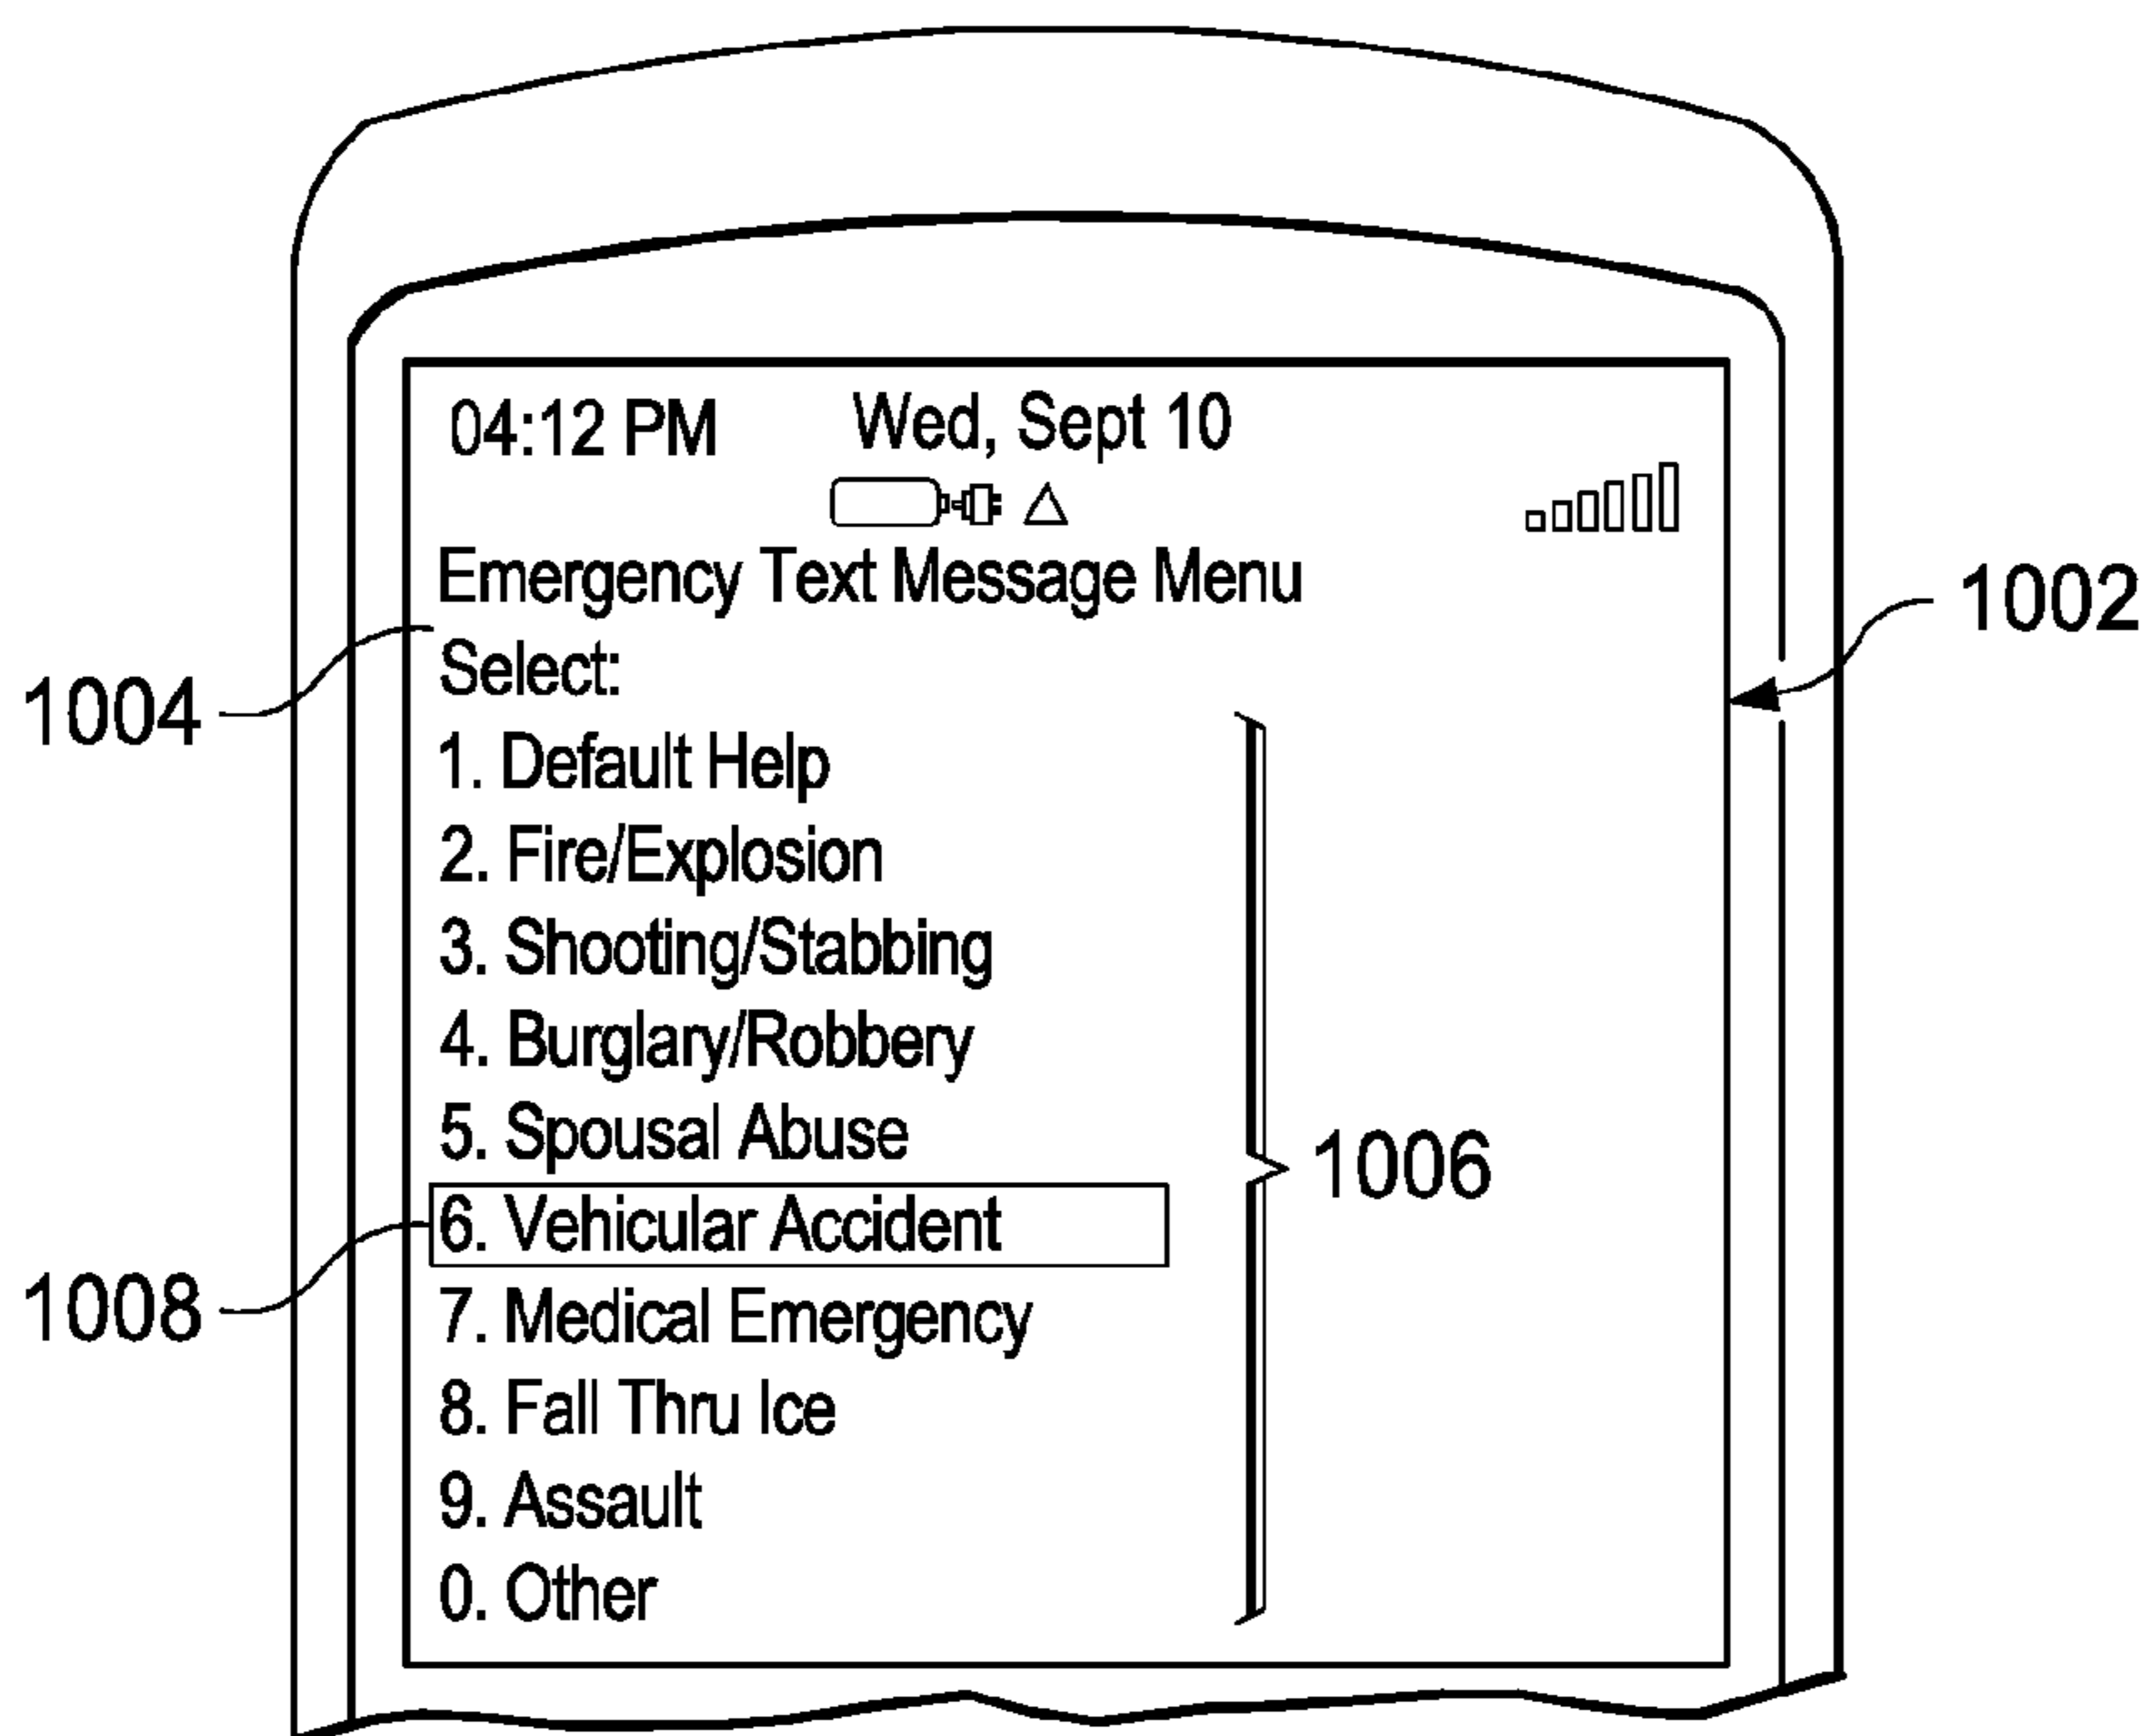 04:12 PM Wed, Sept 10
Emergency Text Message Menu
1002
Select:
1004
1. Default Help
2. Fire/Explosion
3. Shooting/Stabbing
4. Burglary/Robbery
5. Spousal Abuse
1006
6. Vehicular Accident
1008
7. Medical Emergency
8. Fall Thru Ice
9. Assault
0. Other